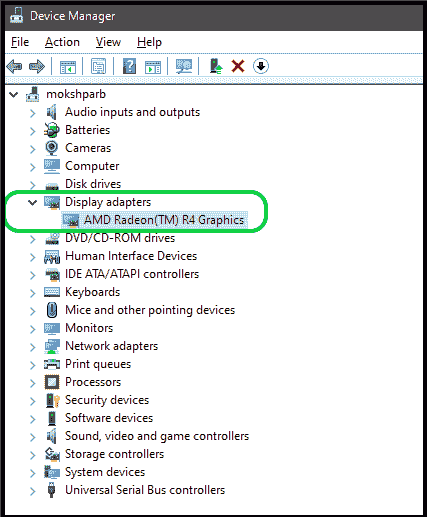 Device Manager
File Action View Help
mokshparb
Audio inputs and outputs
Batteries
Cameras
Computer
Disk drives
Display adapters
AMD Radeon(TM) R4 Graphics
DVD/CD-ROM drives
Human Interface Devices
IDE ATA/ATAPI controllers
Keyboards
Mice and other pointing devices
Monitors
Network adapters
Print queues
Processors
Security devices
Software devices
Sound, video and game controllers
Storage controllers
System devices
Universal Serial Bus controllers